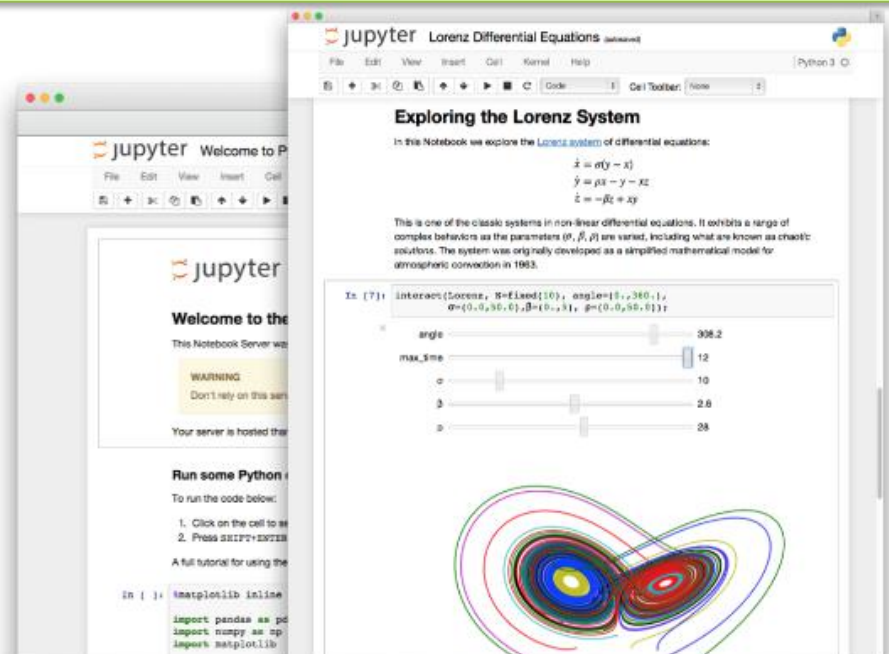 jupyter Lorenz Differential Equations (autosaved)
File Edit View Insert Cell Kernel Help Python 3
Code Cell Toolbar: None
Exploring the Lorenz System
In this Notebook we explore the Lorenz system of differential equations:
ẋ = σ(y − x)
ẏ = ρx − y − xz
ż = −βz + xy
This is one of the classic systems in non-linear differential equations. It exhibits a range of
complex behaviors as the parameters (σ, β, ρ) are varied, including what are known as chaotic
solutions. The system was originally developed as a simplified mathematical model for
atmospheric convection in 1963.
In [7]: interact(Lorenz, N=fixed(10), angle=(0.,360.),
σ=(0.0,50.0),β=(0.,5), ρ=(0.0,50.0));
angle 308.2
max_time 12
σ 10
β 2.6
ρ 28
jupyter Welcome to P
File Edit View Insert Cell
jupyter
Welcome to the
This Notebook Server was
WARNING
Don't rely on this serv
Your server is hosted than
Run some Python
To run the code below:
1. Click on the cell to se
2. Press SHIFT+ENTER
A full tutorial for using the
In [ ]: %matplotlib inline
import pandas as pd
import numpy as np
import matplotlib